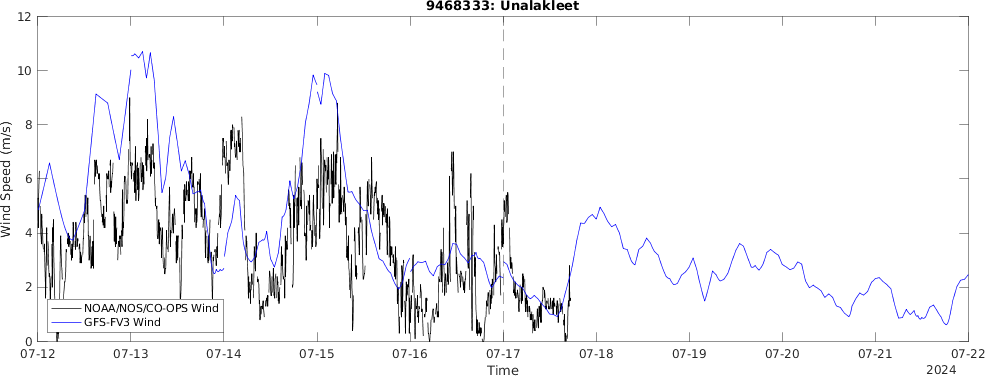 9468333: Unalakleet
12
10
8
6
4
2
0
Wind Speed (m/s)
NOAA/NOS/CO-OPS Wind
GFS-FV3 Wind
07-12 07-13 07-14 07-15 07-16 07-17 07-18 07-19 07-20 07-21 07-22
Time
2024